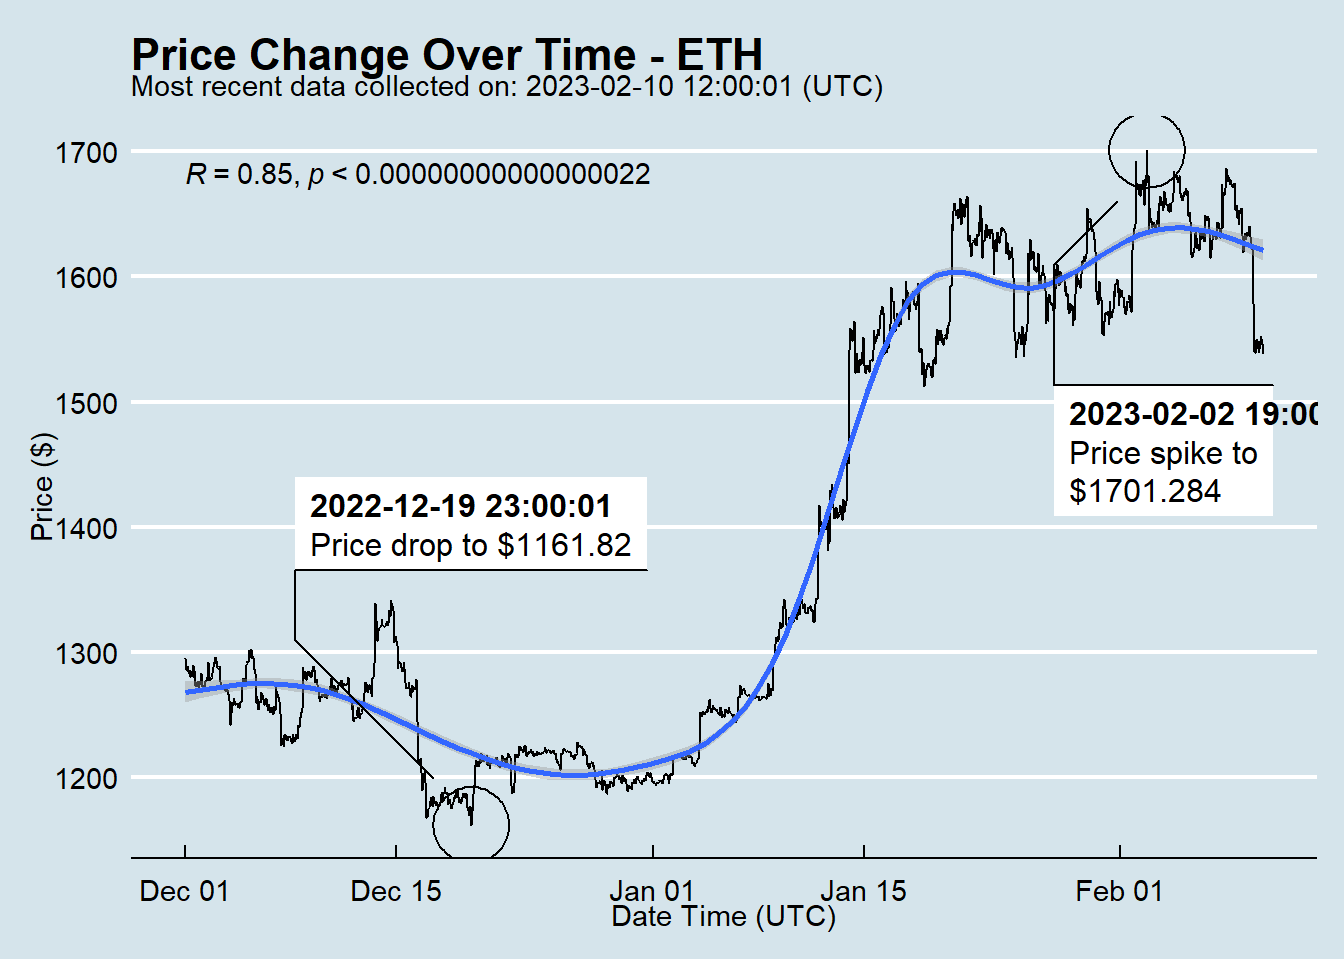 Price Change Over Time - ETH
Most recent data collected on: 2023-02-10 12:00:01 (UTC)
R = 0.85, p < 0.00000000000000022
1700
1600
1500
1400
1300
1200
Price ($)
2023-02-02 19:00
Price spike to
$1701.284
2022-12-19 23:00:01
Price drop to $1161.82
Dec 01
Dec 15
Jan 01
Jan 15
Feb 01
Date Time (UTC)